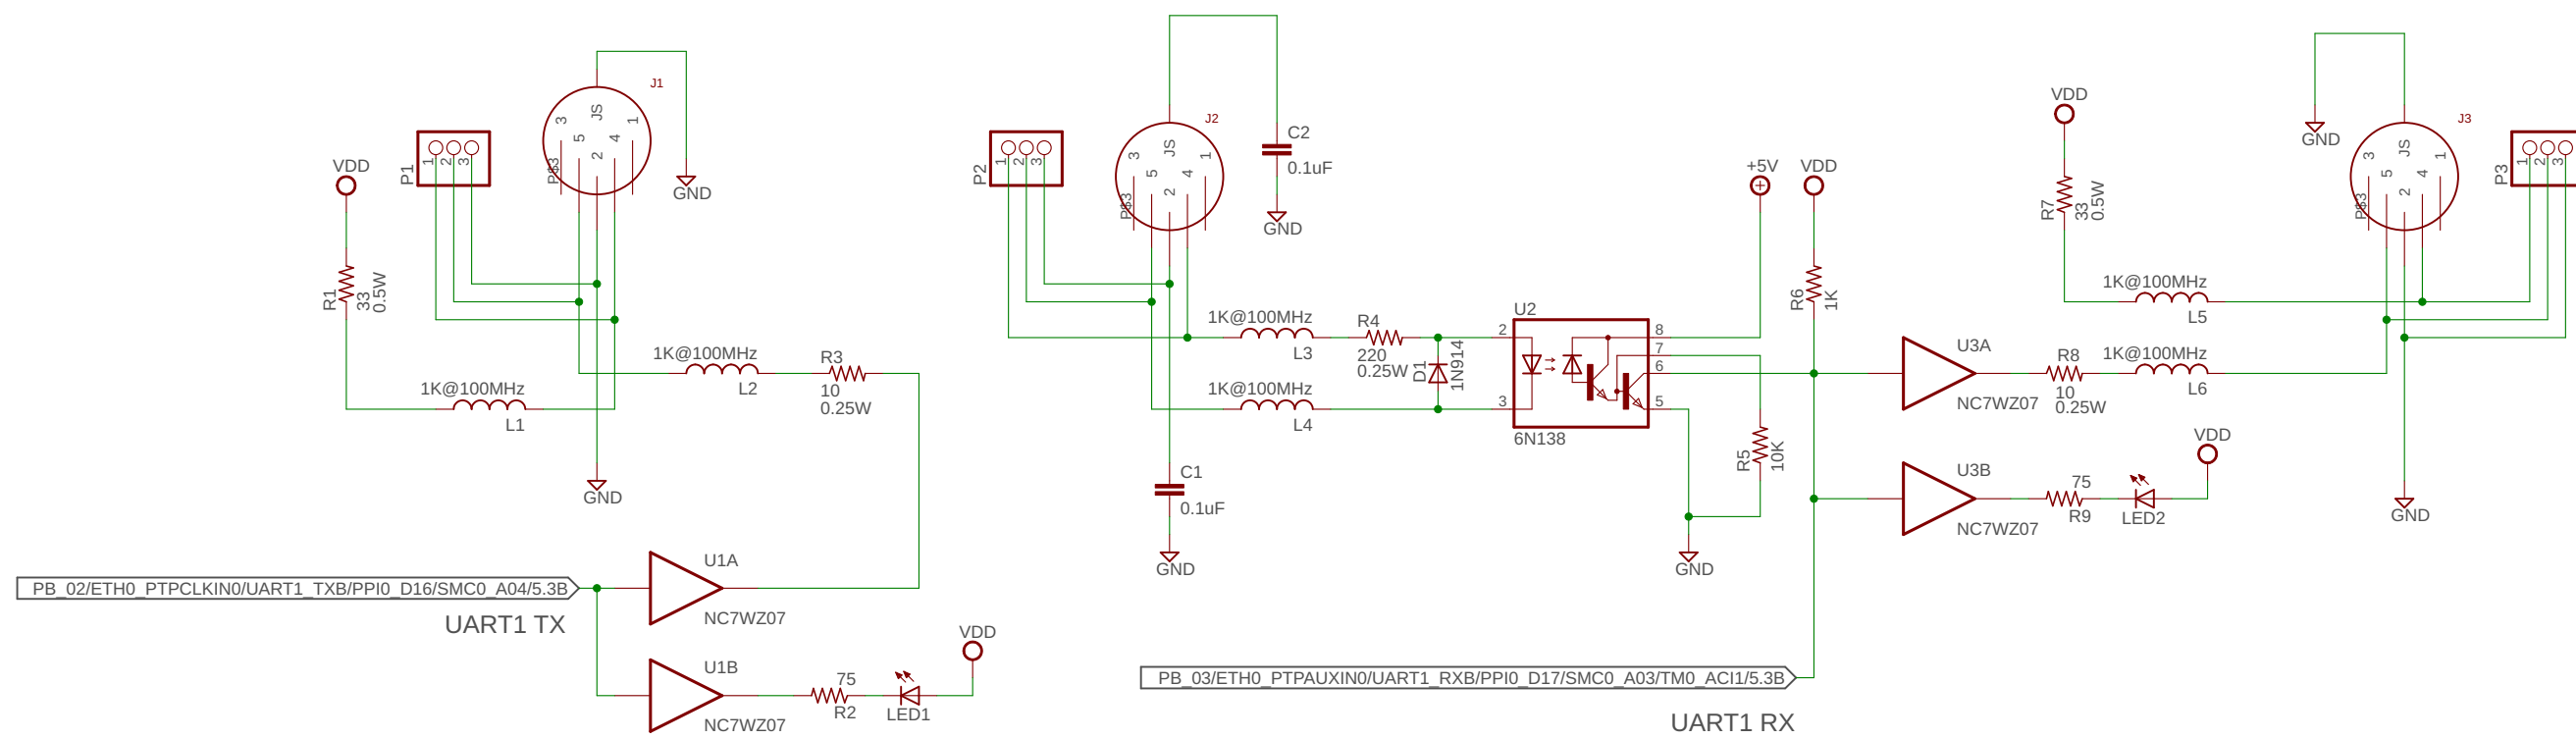 J1
3
JS
1
5
4
2
P$3
P1
1
2
3
VDD
GND
R1
33
0.5W
1K@100MHz
L2
R3
10
0.25W
1K@100MHz
L1
GND
PB_02/ETH0_PTPCLKIN0/UART1_TXB/PPI0_D16/SMC0_A04/5.3B
UART1 TX
U1A
NC7WZ07
U1B
NC7WZ07
75
R2
LED1
VDD
J2
3
JS
1
5
4
2
P$3
P2
1
2
3
C2
0.1uF
GND
1K@100MHz
L3
R4
220
0.25W
1K@100MHz
L4
D1
1N914
C1
0.1uF
GND
U2
2
3
8
7
6
5
6N138
+5V
VDD
R6
1K
R5
10K
GND
PB_03/ETH0_PTPAUXIN0/UART1_RXB/PPI0_D17/SMC0_A03/TM0_ACI1/5.3B
UART1 RX
U3A
NC7WZ07
R8
10
0.25W
1K@100MHz
L6
U3B
NC7WZ07
75
R9
LED2
VDD
VDD
R7
33
0.5W
1K@100MHz
L5
GND
J3
3
JS
1
5
4
2
P$3
P3
1
2
3
GND